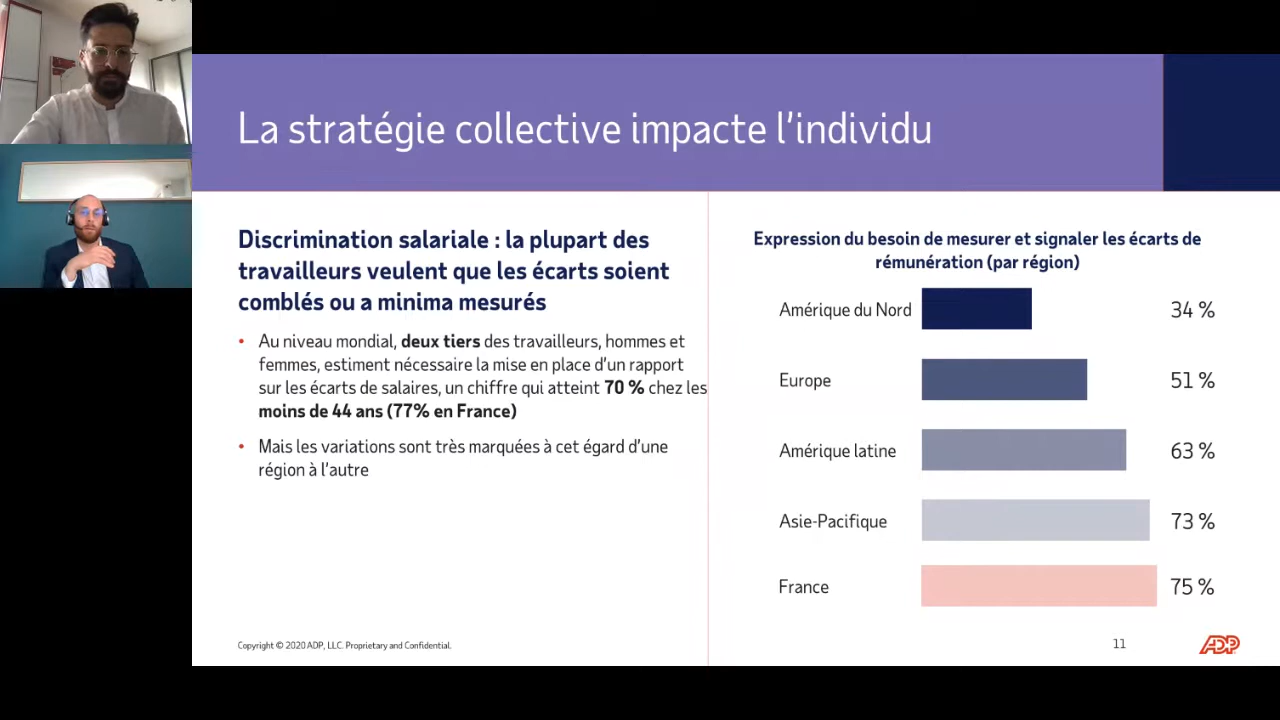 La stratégie collective impacte l'individu
Discrimination salariale : la plupart des
travailleurs veulent que les écarts soient
comblés ou a minima mesurés
• Au niveau mondial, deux tiers des travailleurs, hommes et
femmes, estiment nécessaire la mise en place d'un rapport
sur les écarts de salaires, un chiffre qui atteint 70 % chez les
moins de 44 ans (77% en France)
• Mais les variations sont très marquées à cet égard d'une
région à l'autre
Expression du besoin de mesurer et signaler les écarts de
rémunération (par région)
Amérique du Nord 34 %
Europe 51 %
Amérique latine 63 %
Asie-Pacifique 73 %
France 75 %
Copyright © 2020 ADP, LLC. Proprietary and Confidential.
11
ADP